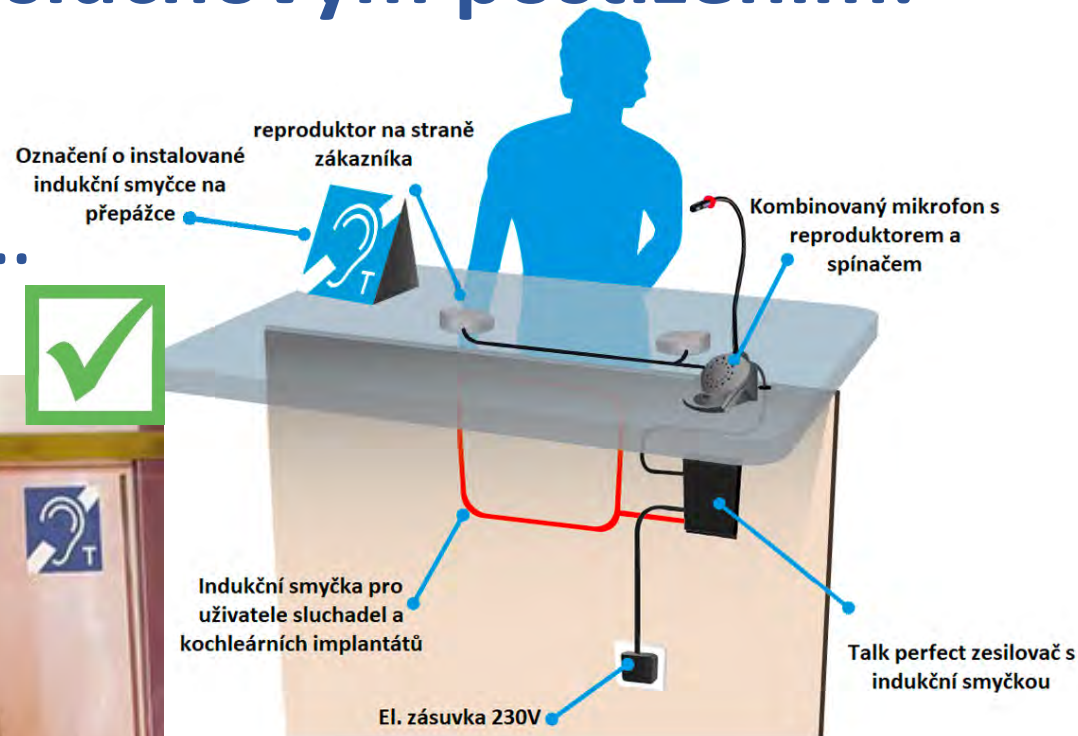 reproduktor na straně
zákazníka
Označení o instalované
indukční smyčce na
přepážce
..
T
Kombinovaný mikrofon s
reproduktorem a
spínačem
T
Indukční smyčka pro
uživatele sluchadel a
kochleárních implantátů
Talk perfect zesilovač s
indukční smyčkou
El. zásuvka 230V